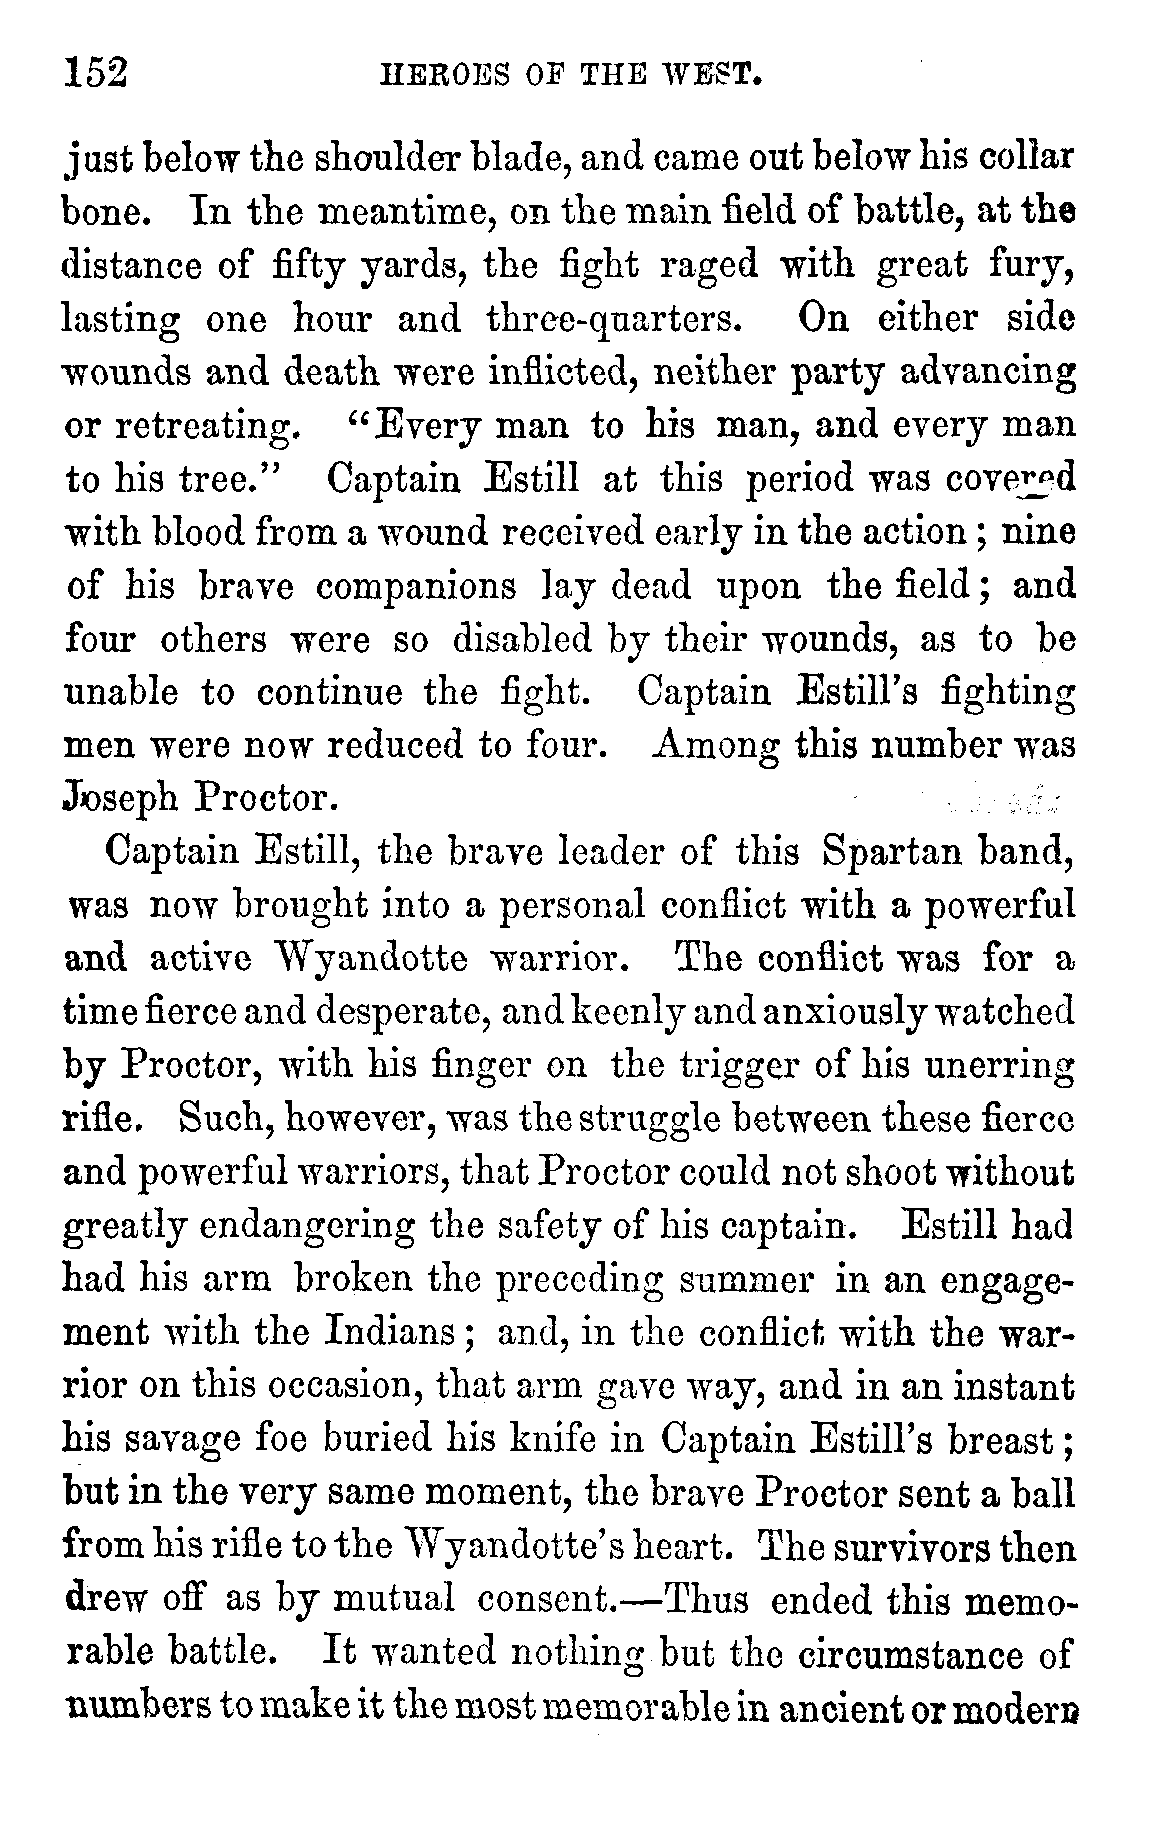 152 HEROES OF THE WEST.
just below the shoulder blade, and came out below his collar
bone. In the meantime, on the main field of battle, at the
distance of fifty yards, the fight raged with great fury,
lasting one hour and three-quarters. On either side
wounds and death were inflicted, neither party advancing
or retreating. “Every man to his man, and every man
to his tree.” Captain Estill at this period was covered
with blood from a wound received early in the action; nine
of his brave companions lay dead upon the field; and
four others were so disabled by their wounds, as to be
unable to continue the fight. Captain Estill's fighting
men were now reduced to four. Among this number was
Joseph Proctor.
Captain Estill, the brave leader of this Spartan band,
was now brought into a personal conflict with a powerful
and active Wyandotte warrior. The conflict was for a
time fierce and desperate, and keenly and anxiously watched
by Proctor, with his finger on the trigger of his unerring
rifle. Such, however, was the struggle between these fierce
and powerful warriors, that Proctor could not shoot without
greatly endangering the safety of his captain. Estill had
had his arm broken the preceding summer in an engage-
ment with the Indians; and, in the conflict with the war-
rior on this occasion, that arm gave way, and in an instant
his savage foe buried his knife in Captain Estill's breast;
but in the very same moment, the brave Proctor sent a ball
from his rifle to the Wyandotte's heart. The survivors then
drew off as by mutual consent.—Thus ended this memo-
rable battle. It wanted nothing but the circumstance of
numbers to make it the most memorable in ancient or modern